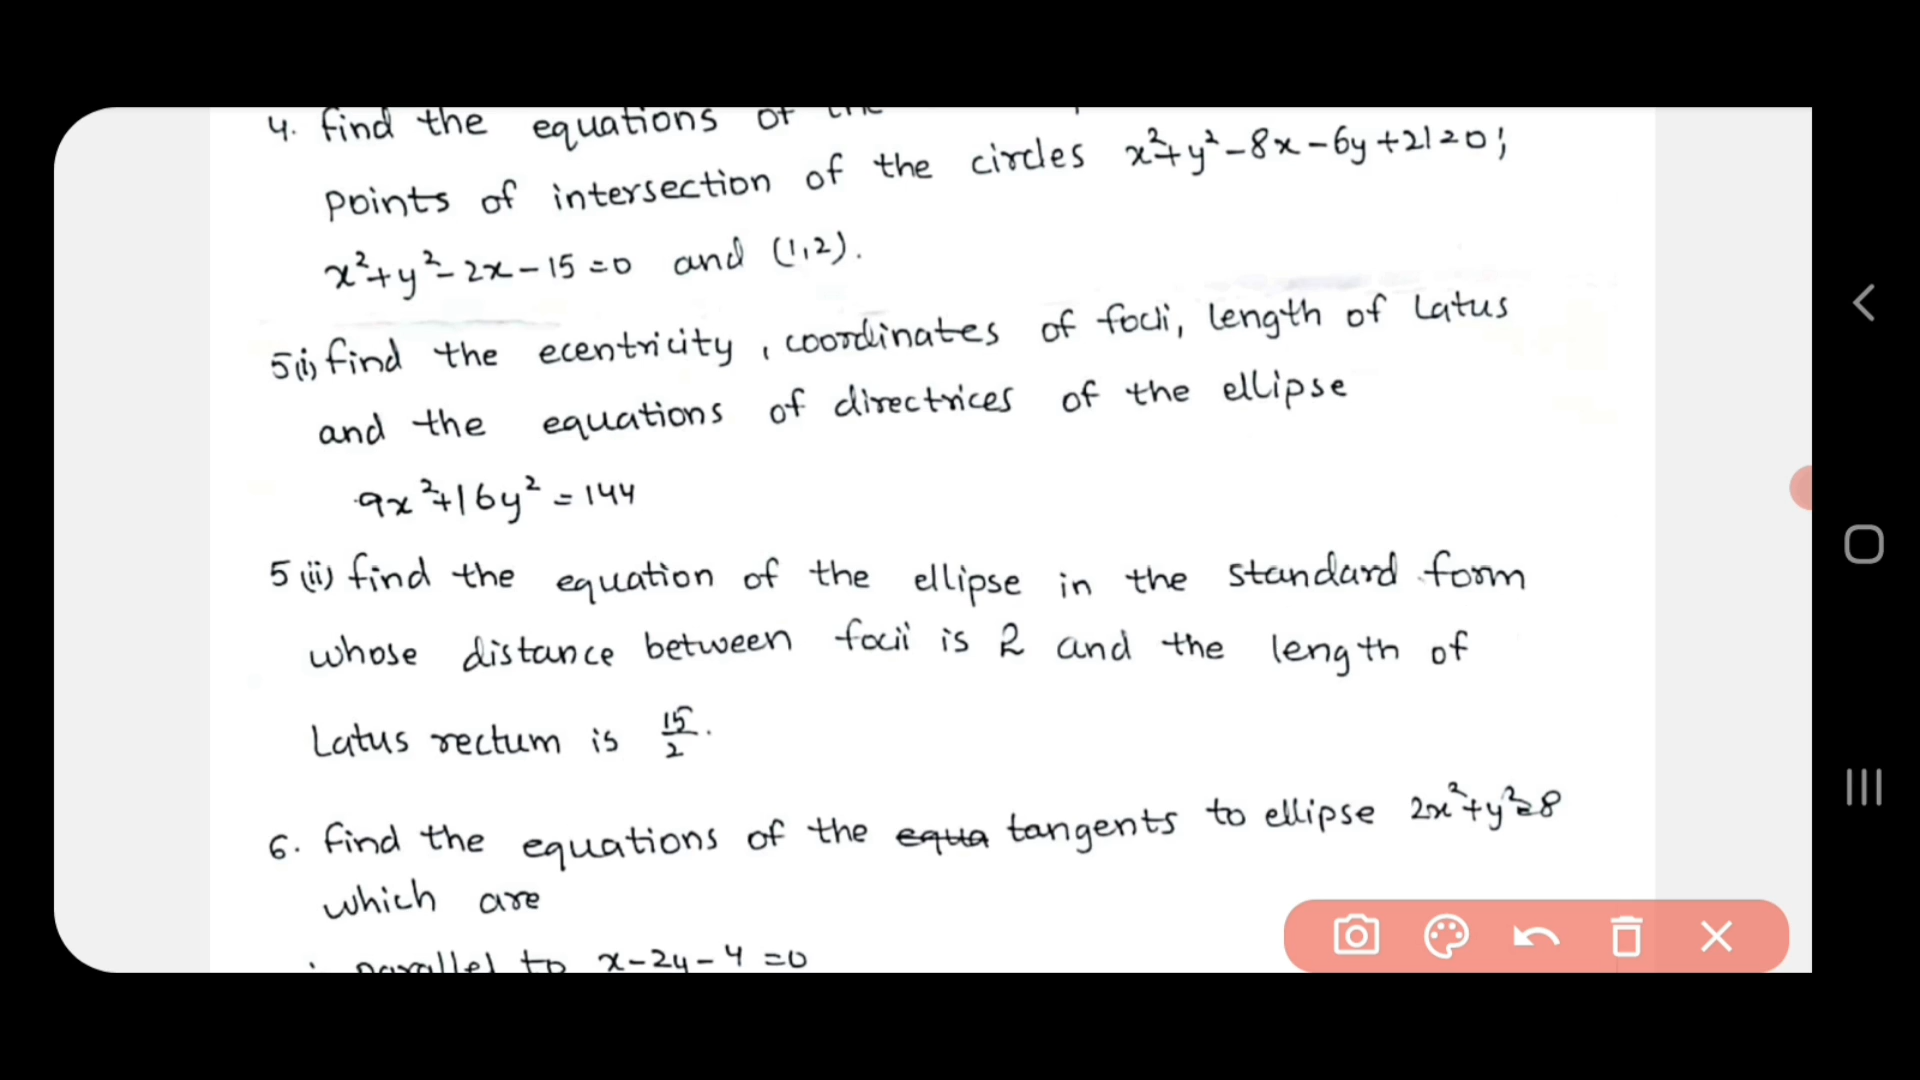 4. find the equations of the
points of intersection of the circles x²+y²-8x-6y+21=0;
x²+y²-2x-15=0 and (1,2).
5(i) find the ecentricity, coordinates of focii, length of Latus
and the equations of directrices of the ellipse
9x²+16y²=144
5(ii) find the equation of the ellipse in the standard form
whose distance between focii is 2 and the length of
Latus rectum is 15/2.
6. find the equations of the equa tangents to ellipse 2x²+y²=8
which are
parallel to x-2y-4=0